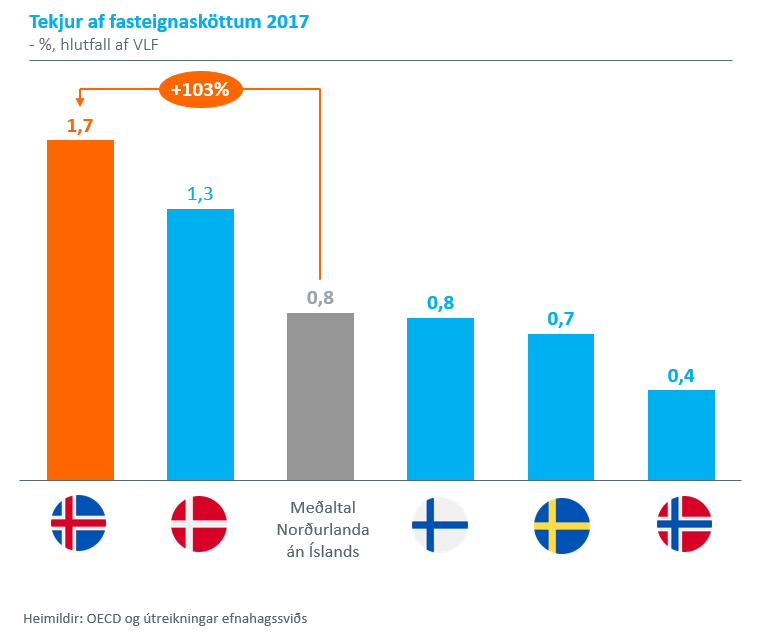 Tekjur af fasteignasköttum 2017
- %, hlutfall af VLF
+103%
1,7
1,3
0,8
0,8
0,7
0,4
Meðaltal
Norðurlanda
án Íslands
Heimildir: OECD og útreikningar efnahagssviðs